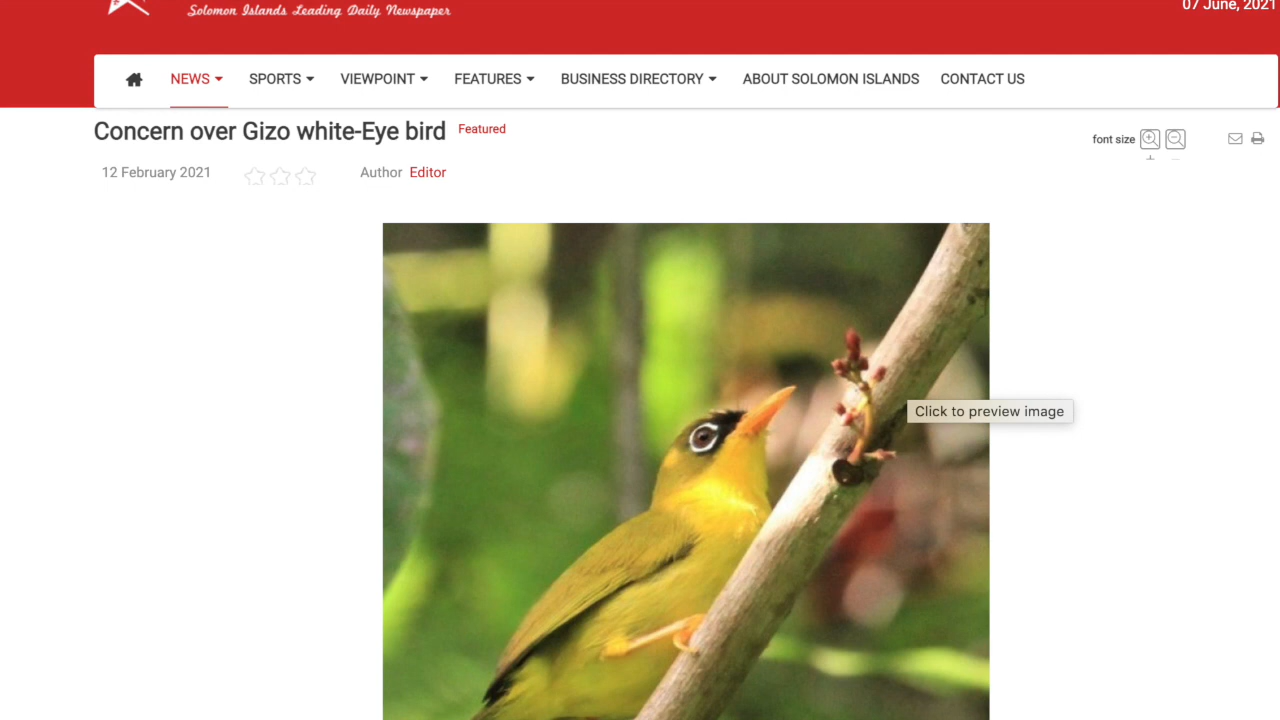 Solomon Islands Leading Daily Newspaper
07 June, 2021
NEWS
SPORTS
VIEWPOINT
FEATURES
BUSINESS DIRECTORY
ABOUT SOLOMON ISLANDS
CONTACT US
Concern over Gizo white-Eye bird Featured
font size
12 February 2021
Author Editor
Click to preview image